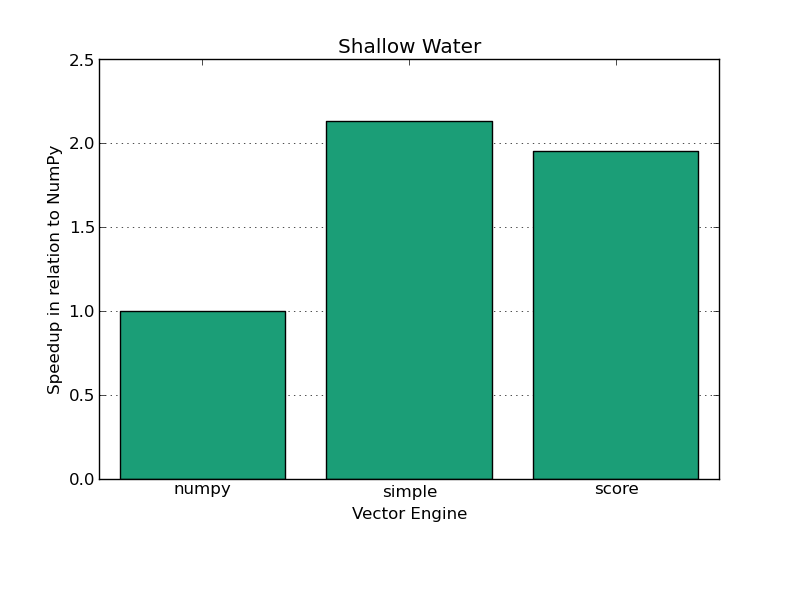 Shallow Water
2.5
2.0
1.5
1.0
0.5
0.0
Speedup in relation to NumPy
numpy
simple
score
Vector Engine